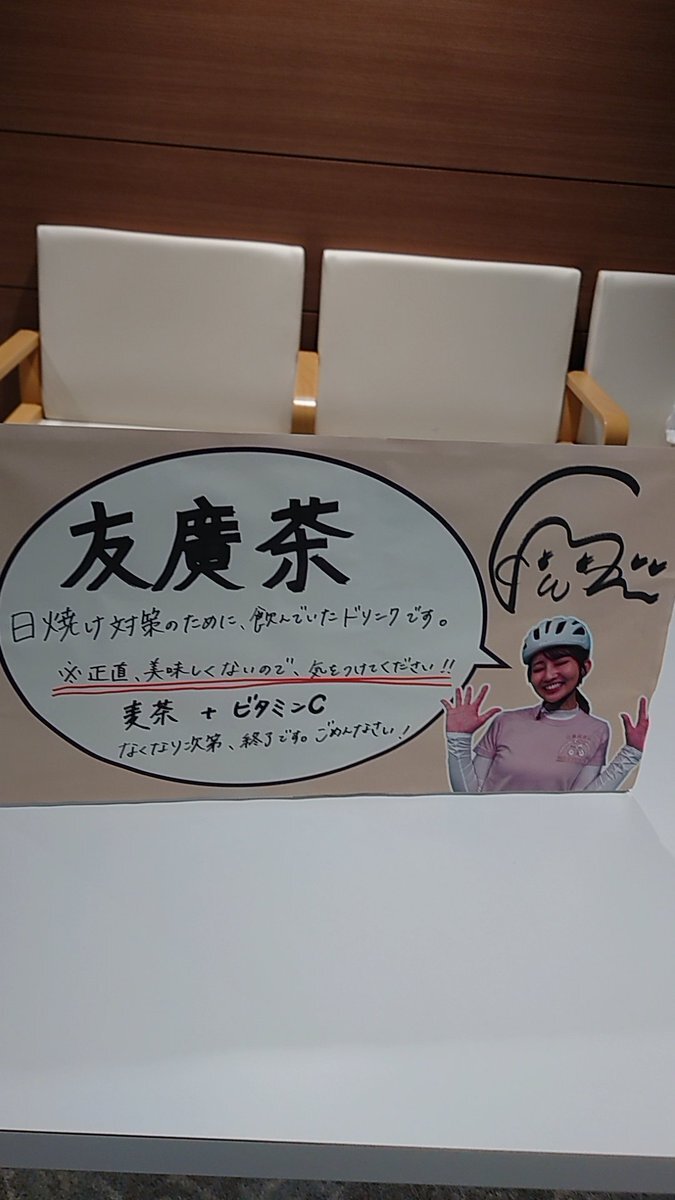 友廣茶
日焼け対策のために、飲んでいたドリンクです。
※正直、美味しくないので、気をつけてください!!
麦茶 + ビタミンC
なくなり次第、終了です。ごめんなさい!